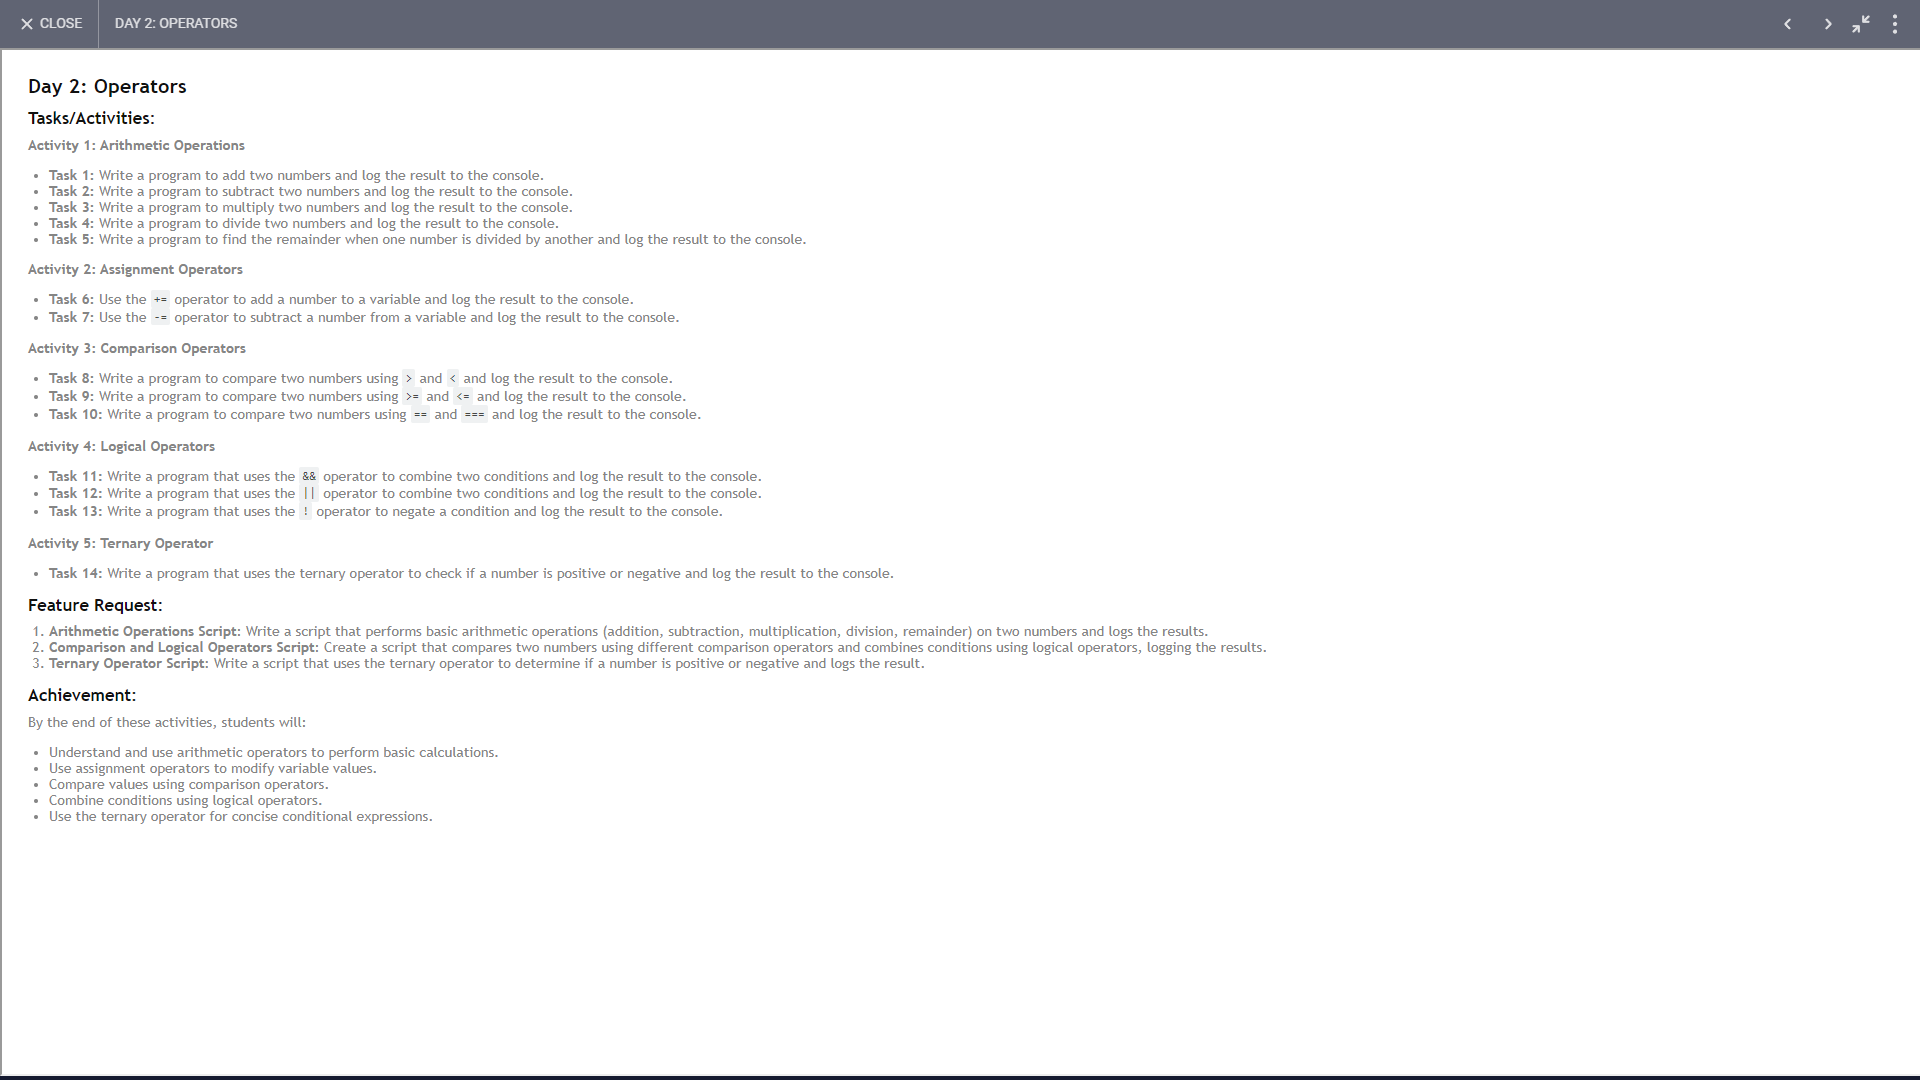 CLOSE
DAY 2: OPERATORS
Day 2: Operators
Tasks/Activities:
Activity 1: Arithmetic Operations
• Task 1: Write a program to add two numbers and log the result to the console.
• Task 2: Write a program to subtract two numbers and log the result to the console.
• Task 3: Write a program to multiply two numbers and log the result to the console.
• Task 4: Write a program to divide two numbers and log the result to the console.
• Task 5: Write a program to find the remainder when one number is divided by another and log the result to the console.
Activity 2: Assignment Operators
• Task 6: Use the += operator to add a number to a variable and log the result to the console.
• Task 7: Use the -= operator to subtract a number from a variable and log the result to the console.
Activity 3: Comparison Operators
• Task 8: Write a program to compare two numbers using > and < and log the result to the console.
• Task 9: Write a program to compare two numbers using >= and <= and log the result to the console.
• Task 10: Write a program to compare two numbers using == and === and log the result to the console.
Activity 4: Logical Operators
• Task 11: Write a program that uses the && operator to combine two conditions and log the result to the console.
• Task 12: Write a program that uses the || operator to combine two conditions and log the result to the console.
• Task 13: Write a program that uses the ! operator to negate a condition and log the result to the console.
Activity 5: Ternary Operator
• Task 14: Write a program that uses the ternary operator to check if a number is positive or negative and log the result to the console.
Feature Request:
1. Arithmetic Operations Script: Write a script that performs basic arithmetic operations (addition, subtraction, multiplication, division, remainder) on two numbers and logs the results.
2. Comparison and Logical Operators Script: Create a script that compares two numbers using different comparison operators and combines conditions using logical operators, logging the results.
3. Ternary Operator Script: Write a script that uses the ternary operator to determine if a number is positive or negative and logs the result.
Achievement:
By the end of these activities, students will:
• Understand and use arithmetic operators to perform basic calculations.
• Use assignment operators to modify variable values.
• Compare values using comparison operators.
• Combine conditions using logical operators.
• Use the ternary operator for concise conditional expressions.